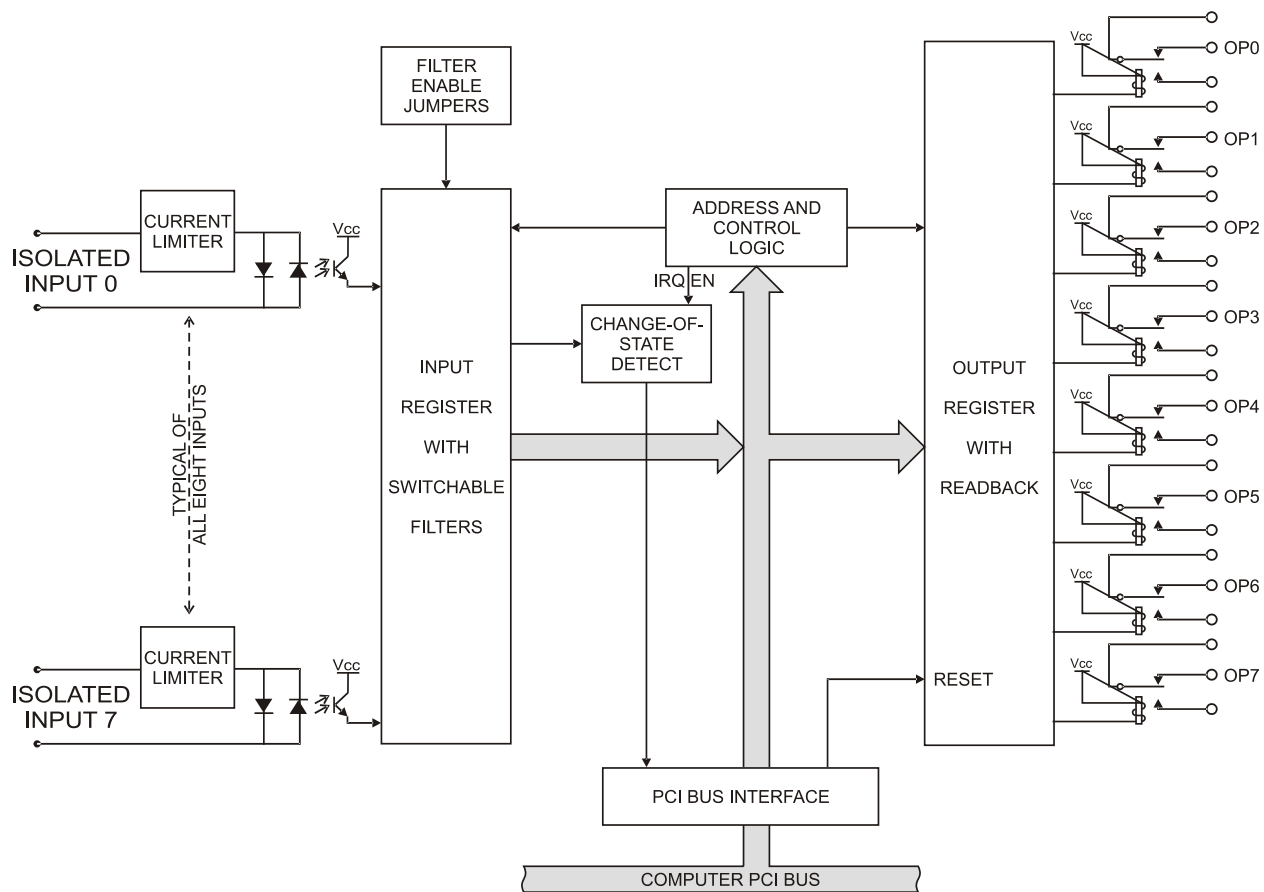 FILTER
ENABLE
JUMPERS
CURRENT
LIMITER
ISOLATED
INPUT 0
Vcc
TYPICAL OF
ALL EIGHT INPUTS
CURRENT
LIMITER
ISOLATED
INPUT 7
Vcc
INPUT
REGISTER
WITH
SWITCHABLE
FILTERS
ADDRESS AND
CONTROL
LOGIC
IRQ EN
CHANGE-OF-
STATE
DETECT
OUTPUT
REGISTER
WITH
READBACK
RESET
PCI BUS INTERFACE
COMPUTER PCI BUS
Vcc
OP0
Vcc
OP1
Vcc
OP2
Vcc
OP3
Vcc
OP4
Vcc
OP5
Vcc
OP6
Vcc
OP7